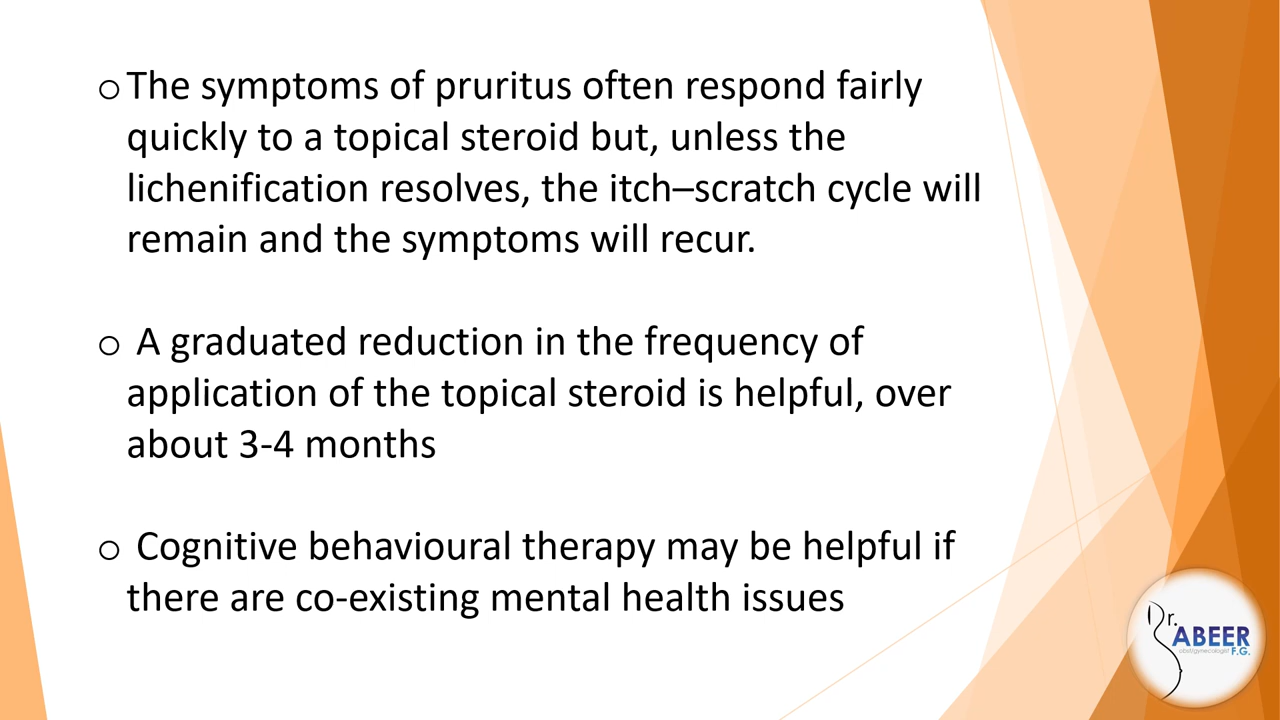 o The symptoms of pruritus often respond fairly
quickly to a topical steroid but, unless the
lichenification resolves, the itch–scratch cycle will
remain and the symptoms will recur.
o A graduated reduction in the frequency of
application of the topical steroid is helpful, over
about 3-4 months
o Cognitive behavioural therapy may be helpful if
there are co-existing mental health issues
Dr.
ABEER
obst/gynecologist F.G.